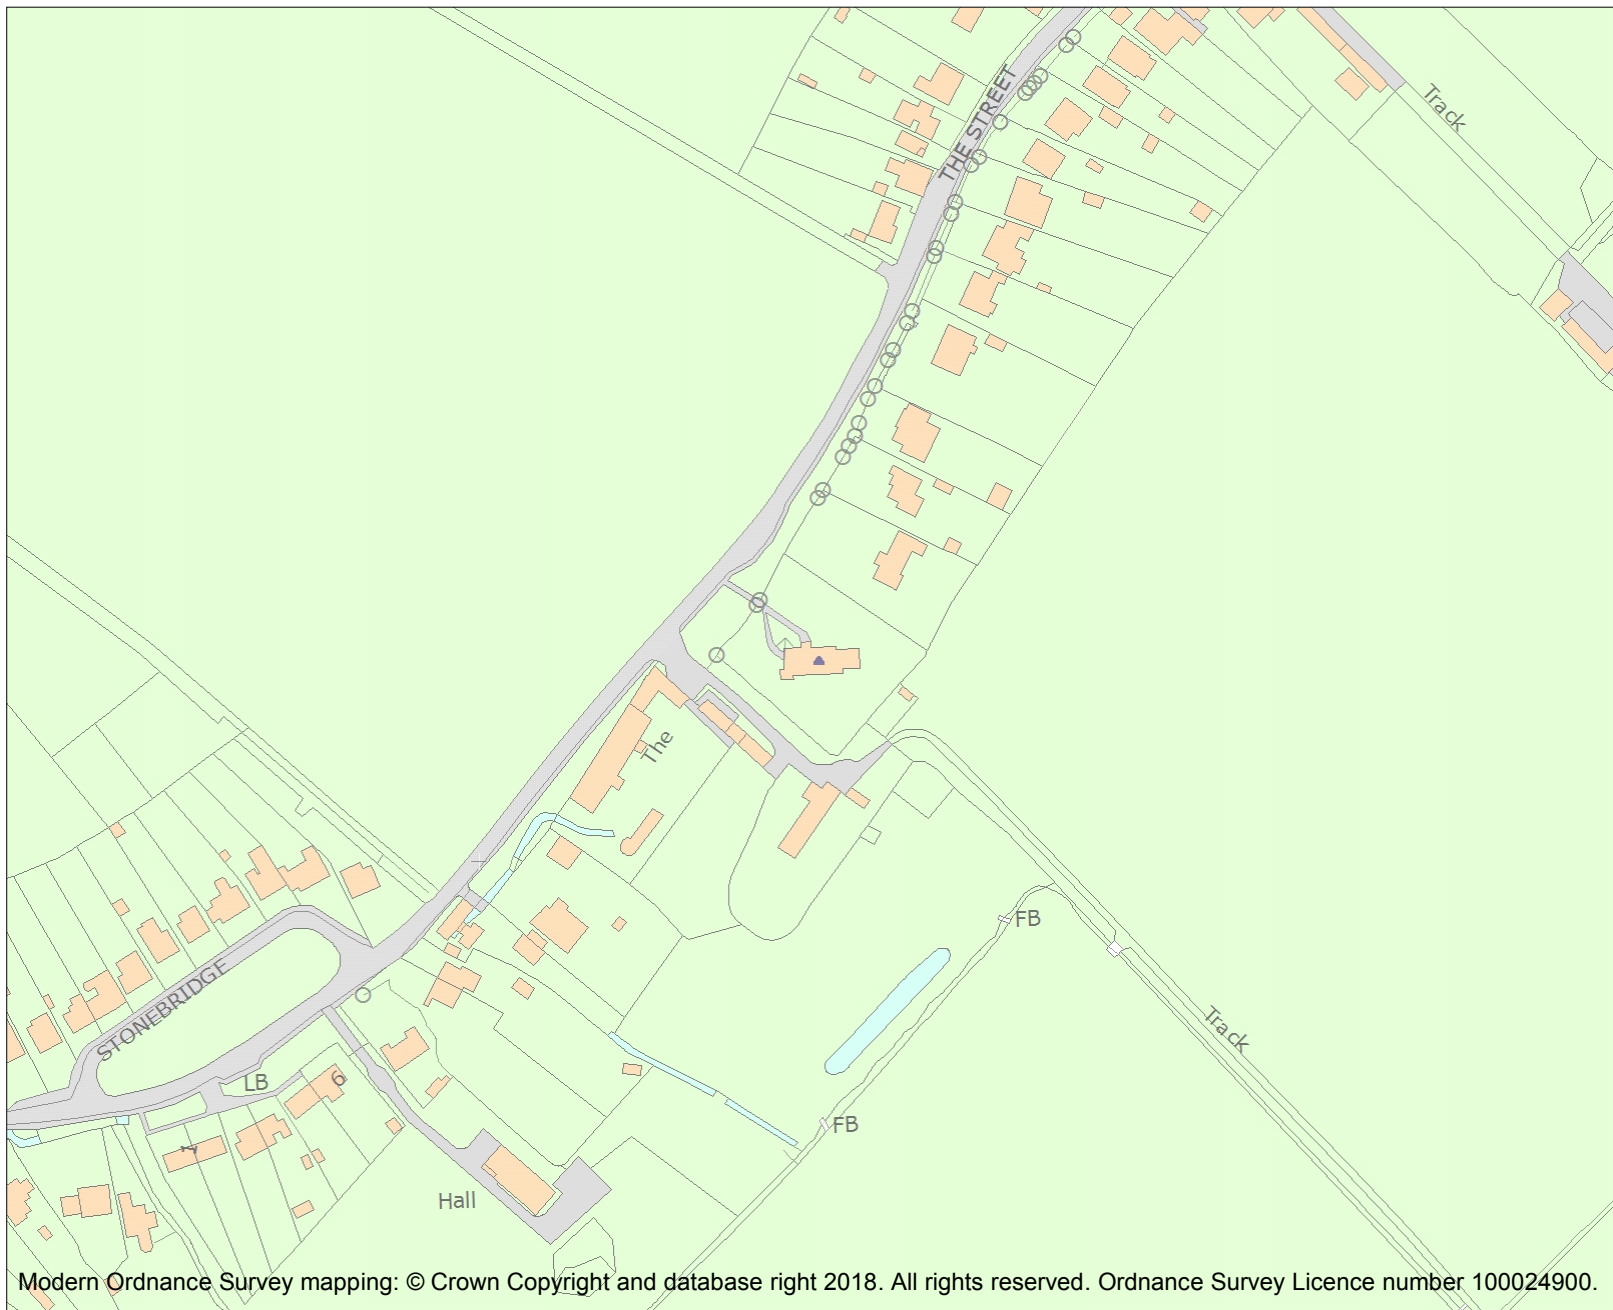 THE STREET
Track
The
FB
STONEBRIDGE
Track
LB
6
FB
1
Hall
Modern Ordnance Survey mapping: © Crown Copyright and database right 2018. All rights reserved. Ordnance Survey Licence number 100024900.